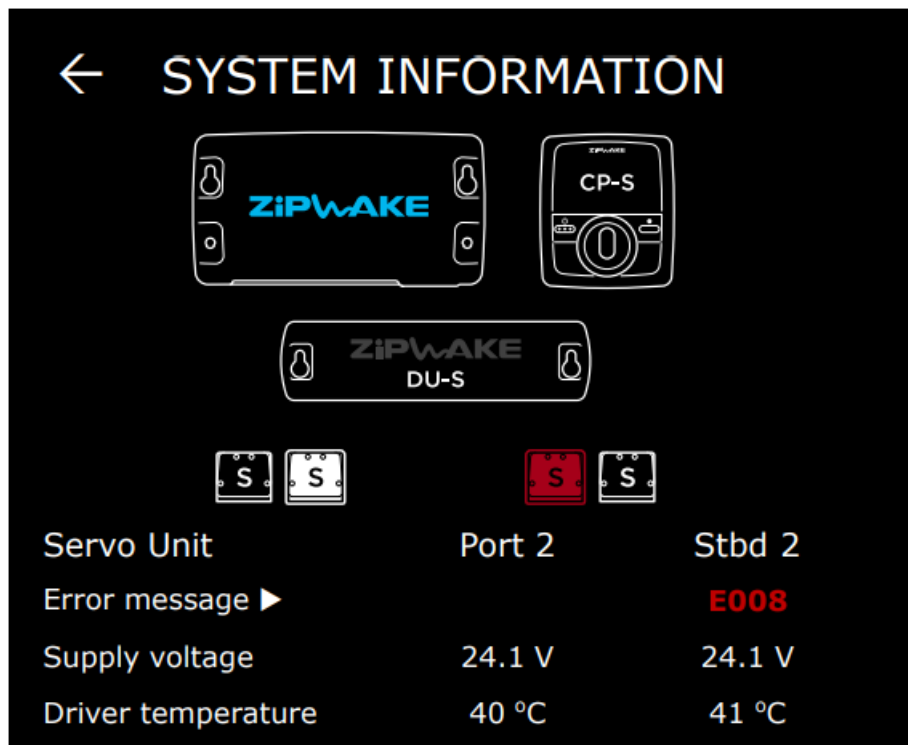 ← SYSTEM INFORMATION
ZiPWAKE
ZiPWAKE
CP-S
ZiPWAKE
DU-S
S S S S
Servo Unit Port 2 Stbd 2
Error message ▶ E008
Supply voltage 24.1 V 24.1 V
Driver temperature 40 °C 41 °C